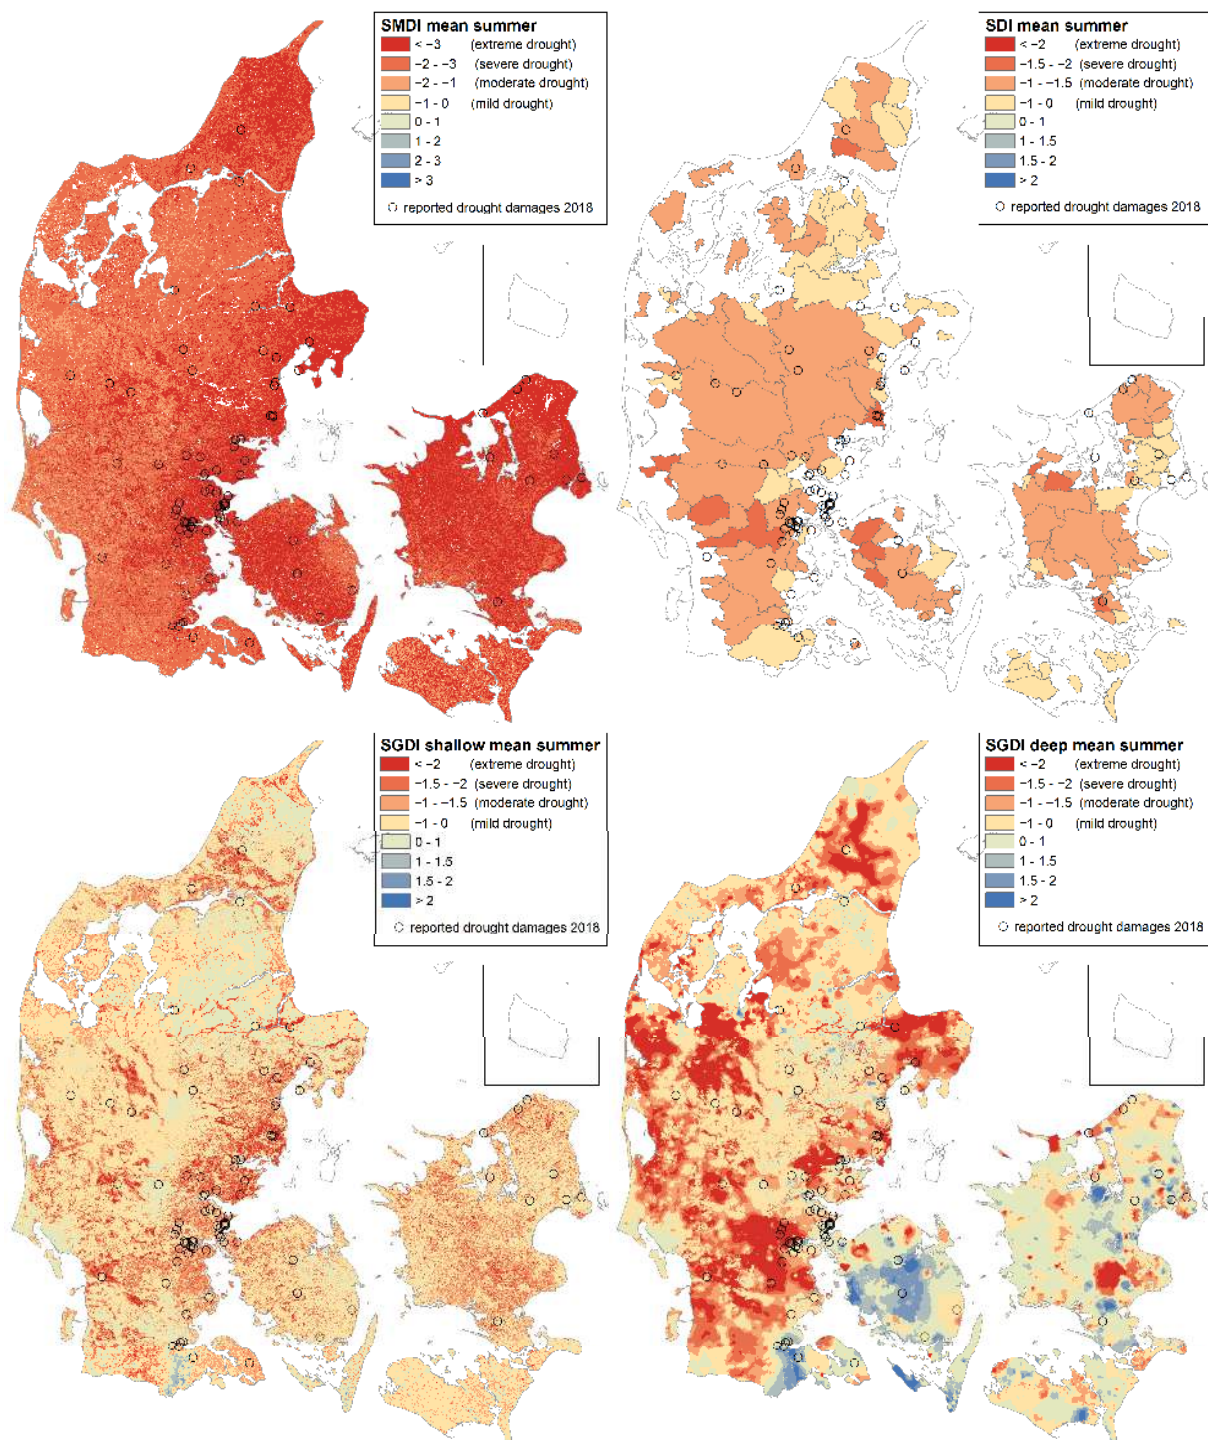 SMDI mean summer
< −3 (extreme drought)
−2 - −3 (severe drought)
−2 - −1 (moderate drought)
−1 - 0 (mild drought)
0 - 1
1 - 2
2 - 3
> 3
reported drought damages 2018
SDI mean summer
< −2 (extreme drought)
−1.5 - −2 (severe drought)
−1 - −1.5 (moderate drought)
−1 - 0 (mild drought)
0 - 1
1 - 1.5
1.5 - 2
> 2
reported drought damages 2018
SGDI shallow mean summer
< −2 (extreme drought)
−1.5 - −2 (severe drought)
−1 - −1.5 (moderate drought)
−1 - 0 (mild drought)
0 - 1
1 - 1.5
1.5 - 2
> 2
reported drought damages 2018
SGDI deep mean summer
< −2 (extreme drought)
−1.5 - −2 (severe drought)
−1 - −1.5 (moderate drought)
−1 - 0 (mild drought)
0 - 1
1 - 1.5
1.5 - 2
> 2
reported drought damages 2018